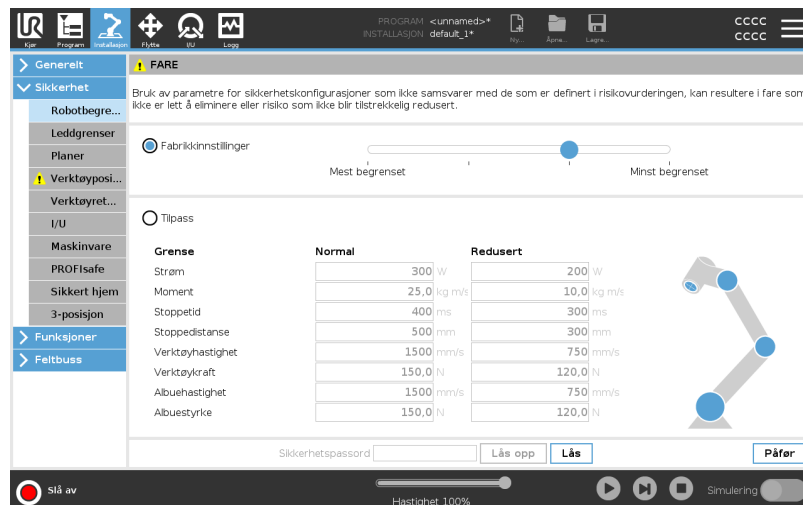 Kjør
Program
Installasjon
Flytte
I/U
Logg
PROGRAM <unnamed>*
INSTALLASJON default_1*
Ny...
Åpne...
Lagre...
CCCC
CCCC
Generelt
Sikkerhet
Robotbegre...
Leddgrenser
Planer
Verktøyposi...
Verktøyret...
I/U
Maskinvare
PROFIsafe
Sikkert hjem
3-posisjon
Funksjoner
Feltbuss
FARE
Bruk av parametre for sikkerhetskonfigurasjoner som ikke samsvarer med de som er definert i risikovurderingen, kan resultere i fare som
ikke er lett å eliminere eller risiko som ikke blir tilstrekkelig redusert.
Fabrikkinnstillinger
Mest begrenset Minst begrenset
Tilpass
Grense Normal Redusert
Strøm 300 W 200 W
Moment 25,0 kg m/s 10,0 kg m/s
Stoppetid 400 ms 300 ms
Stoppedistanse 500 mm 300 mm
Verktøyhastighet 1500 mm/s 750 mm/s
Verktøykraft 150,0 N 120,0 N
Albuehastighet 1500 mm/s 750 mm/s
Albuestyrke 150,0 N 120,0 N
Sikkerhetspassord Lås opp Lås Påfør
Slå av
Hastighet 100%
Simulering